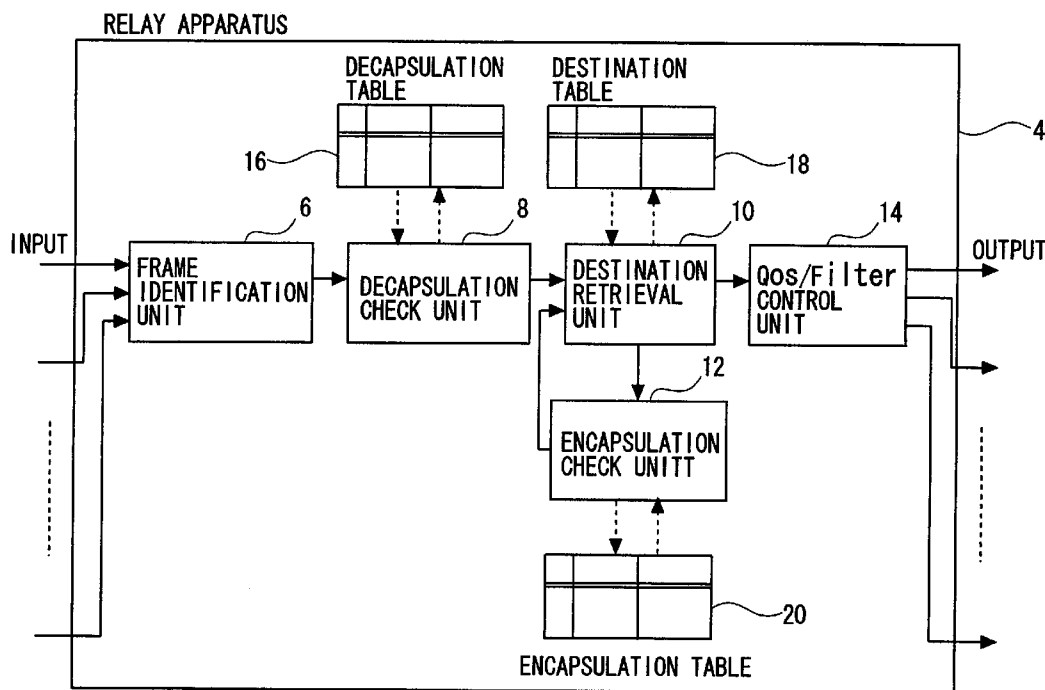 RELAY APPARATUS
DECAPSULATION
TABLE
DESTINATION
TABLE
4
16
18
6
8
10
14
INPUT
OUTPUT
FRAME
IDENTIFICATION
UNIT
DECAPSULATION
CHECK UNIT
DESTINATION
RETRIEVAL
UNIT
Qos/Filter
CONTROL
UNIT
12
ENCAPSULATION
CHECK UNITT
20
ENCAPSULATION TABLE